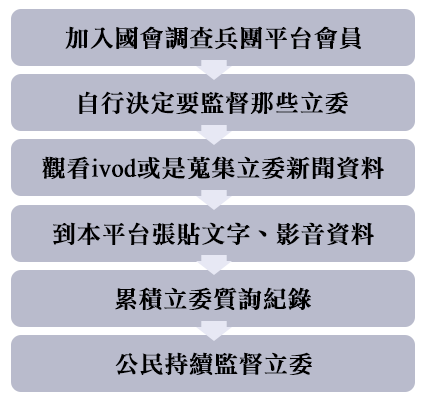 加入國會調查兵團平台會員
自行決定要監督那些立委
觀看ivod或是蒐集立委新聞資料
到本平台張貼文字、影音資料
累積立委質詢紀錄
公民持續監督立委